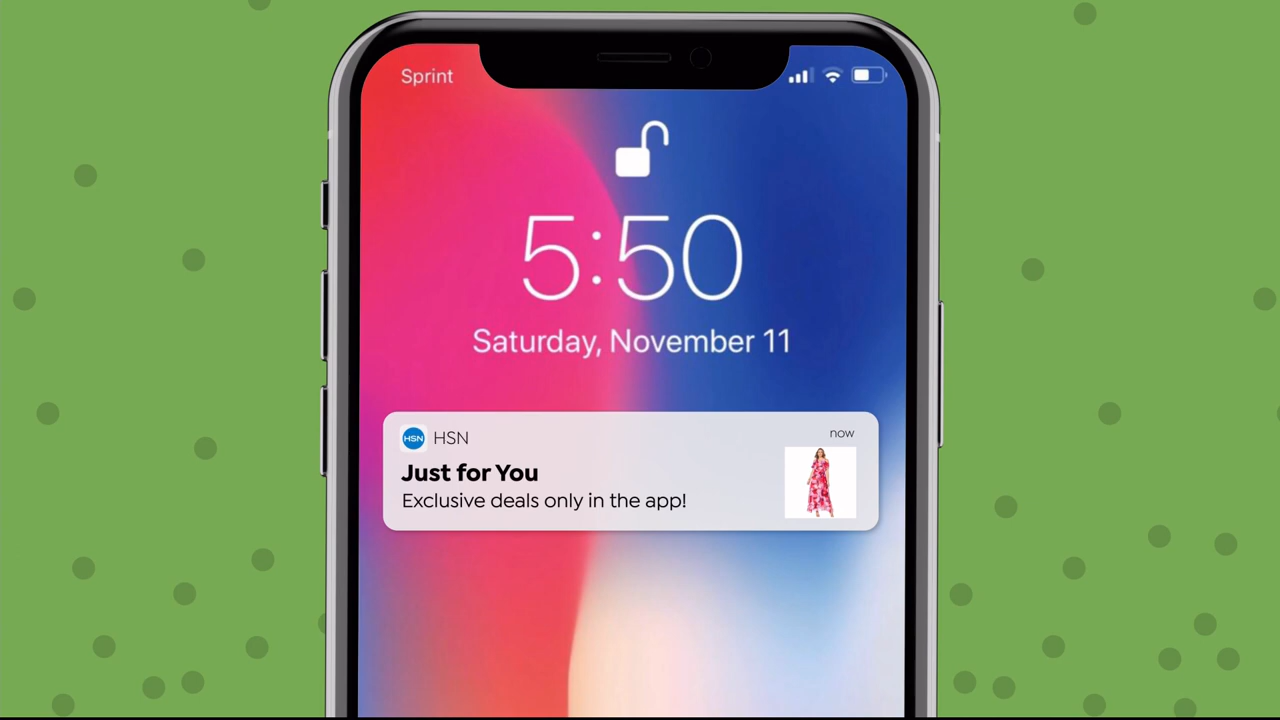 Sprint
5:50
Saturday, November 11
HSN HSN now
Just for You
Exclusive deals only in the app!